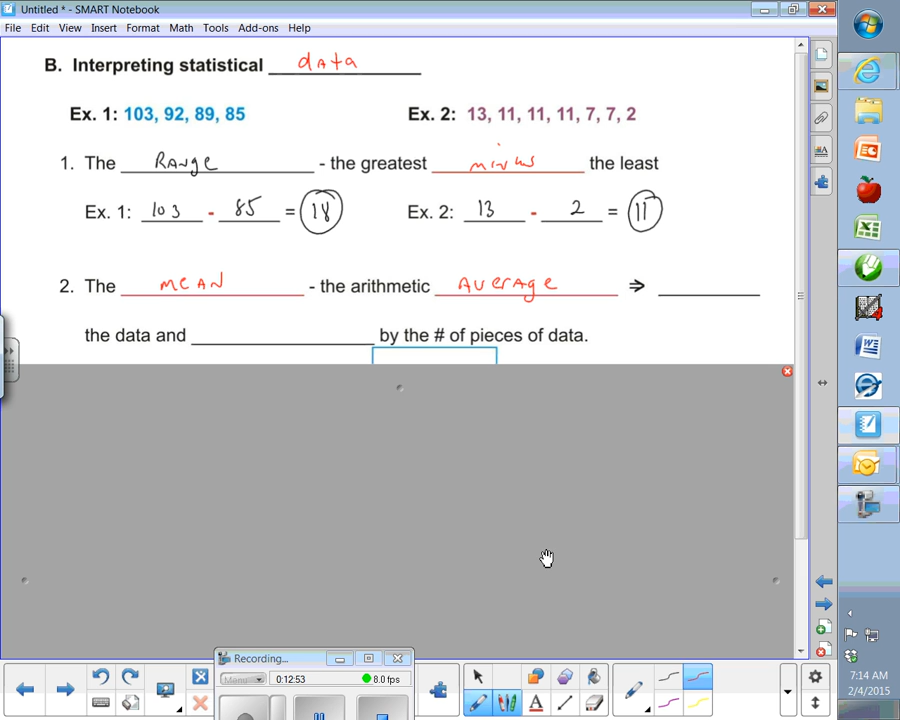 Untitled * - SMART Notebook
File Edit View Insert Format Math Tools Add-ons Help
B. Interpreting statistical data
Ex. 1: 103, 92, 89, 85 Ex. 2: 13, 11, 11, 11, 7, 7, 2
1. The Range - the greatest minus the least
Ex. 1: 103 - 85 = 18 Ex. 2: 13 - 2 = 11
2. The MEAN - the arithmetic AVerAge ⇒ __________
the data and __________________ by the # of pieces of data.
Recording...
Menu 0:12:53 8.0 fps
7:14 AM
2/4/2015